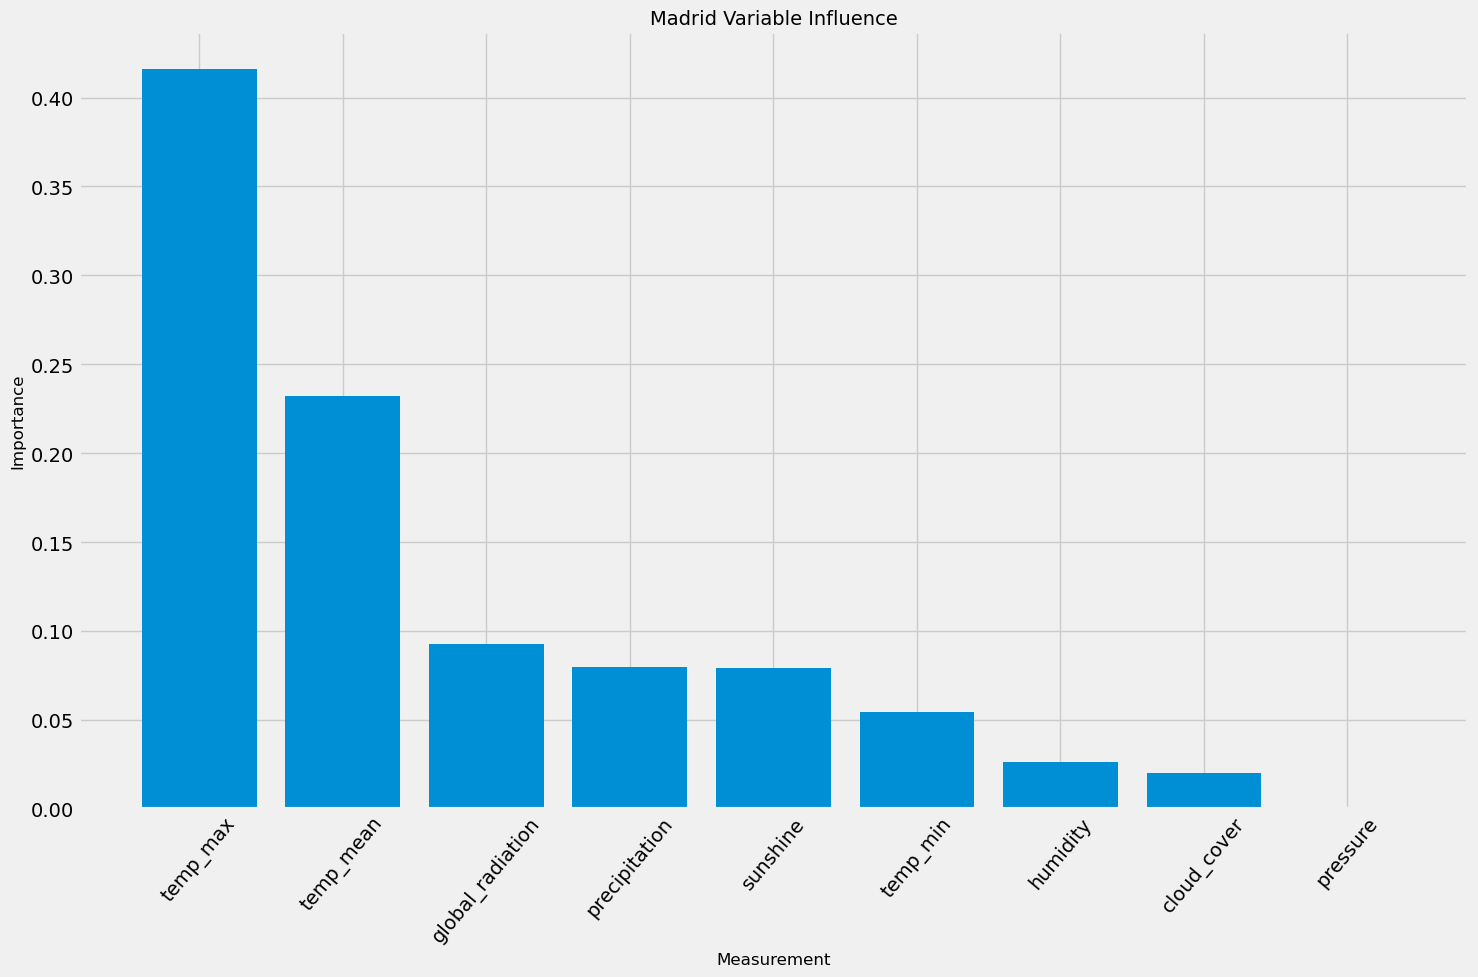 Madrid Variable Influence
Importance
0.40
0.35
0.30
0.25
0.20
0.15
0.10
0.05
0.00
temp_max
temp_mean
global_radiation
precipitation
sunshine
temp_min
humidity
cloud_cover
pressure
Measurement